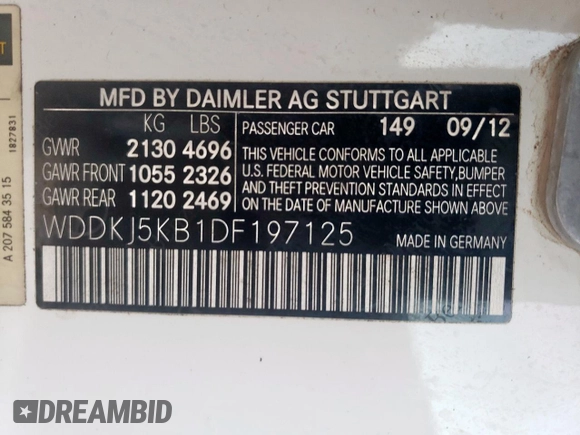 MFD BY DAIMLER AG STUTTGART
KG LBS PASSENGER CAR 149 09/12
GVWR 2130 4696
GAWR FRONT 1055 2326
GAWR REAR 1120 2469
THIS VEHICLE CONFORMS TO ALL APPLICABLE
U.S. FEDERAL MOTOR VEHICLE SAFETY,BUMPER
AND THEFT PREVENTION STANDARDS IN EFFECT
ON THE DATE OF MANUFACTURE SHOWN ABOVE.
WDDKJ5KB1DF197125 MADE IN GERMANY
A 207 584 35 15
1827831
DREAMBID